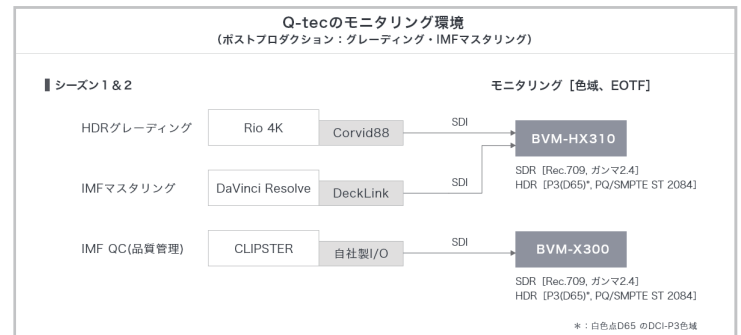 Q-tecのモニタリング環境
(ポストプロダクション：グレーディング・IMFマスタリング)
シーズン1＆2
モニタリング［色域、EOTF］
HDRグレーディング
Rio 4K
Corvid88
SDI
BVM-HX310
SDR［Rec.709, ガンマ2.4］
HDR［P3(D65)*, PQ/SMPTE ST 2084］
IMFマスタリング
DaVinci Resolve
DeckLink
SDI
IMF QC(品質管理)
CLIPSTER
自社製I/O
SDI
BVM-X300
SDR［Rec.709, ガンマ2.4］
HDR［P3(D65)*, PQ/SMPTE ST 2084］
＊：白色点D65 のDCI-P3色域